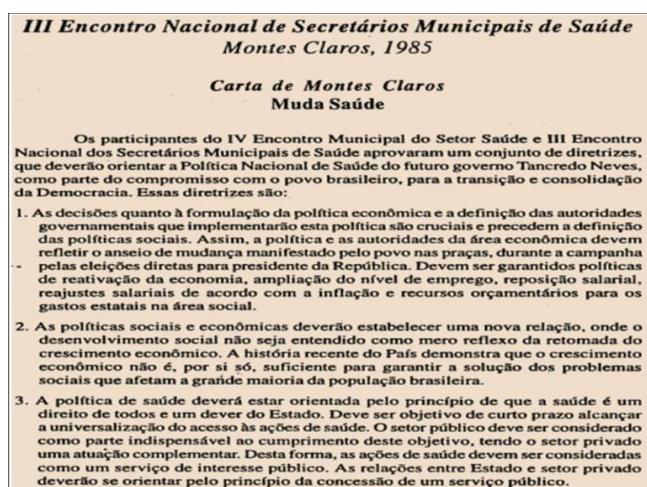 III Encontro Nacional de Secretários Municipais de Saúde
Montes Claros, 1985
Carta de Montes Claros
Muda Saúde
Os participantes do IV Encontro Municipal do Setor Saúde e III Encontro
Nacional dos Secretários Municipais de Saúde aprovaram um conjunto de diretrizes,
que deverão orientar a Política Nacional de Saúde do futuro governo Tancredo Neves,
como parte do compromisso com o povo brasileiro, para a transição e consolidação
da Democracia. Essas diretrizes são:
1. As decisões quanto à formulação da política econômica e a definição das autoridades
governamentais que implementarão esta política são cruciais e precedem a definição
das políticas sociais. Assim, a política e as autoridades da área econômica devem
refletir o anseio de mudança manifestado pelo povo nas praças, durante a campanha
pelas eleições diretas para presidente da República. Devem ser garantidos políticas
de reativação da economia, ampliação do nível de emprego, reposição salarial,
reajustes salariais de acordo com a inflação e recursos orçamentários para os
gastos estatais na área social.
2. As políticas sociais e econômicas deverão estabelecer uma nova relação, onde o
desenvolvimento social não seja entendido como mero reflexo da retomada do
crescimento econômico. A história recente do País demonstra que o crescimento
econômico não é, por si só, suficiente para garantir a solução dos problemas
sociais que afetam a grande maioria da população brasileira.
3. A política de saúde deverá estar orientada pelo princípio de que a saúde é um
direito de todos e um dever do Estado. Deve ser objetivo de curto prazo alcançar
a universalização do acesso às ações de saúde. O setor público deve ser considerado
como parte indispensável ao cumprimento deste objetivo, tendo o setor privado
uma atuação complementar. Desta forma, as ações de saúde devem ser consideradas
como um serviço de interesse público. As relações entre Estado e setor privado
deverão se orientar pelo princípio da concessão de um serviço público.